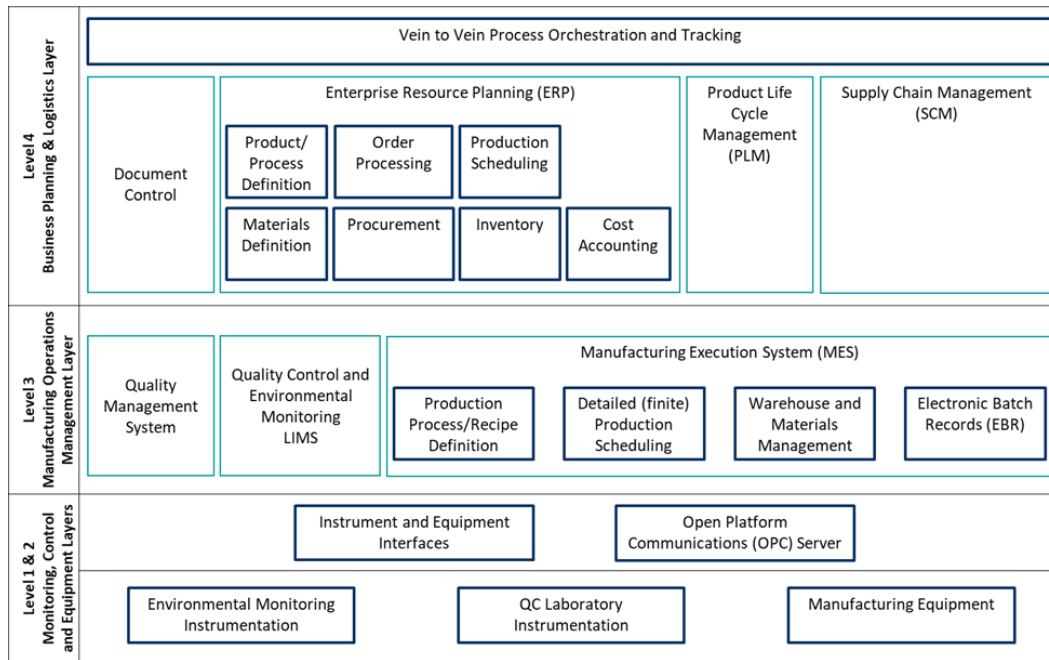 Level 4
Business Planning & Logistics Layer
Vein to Vein Process Orchestration and Tracking
Document
Control
Enterprise Resource Planning (ERP)
Product/
Process
Definition
Order
Processing
Production
Scheduling
Materials
Definition
Procurement
Inventory
Cost
Accounting
Product Life
Cycle
Management
(PLM)
Supply Chain Management
(SCM)
Level 3
Manufacturing Operations
Management Layer
Quality
Management
System
Quality Control and
Environmental
Monitoring
LIMS
Manufacturing Execution System (MES)
Production
Process/Recipe
Definition
Detailed (finite)
Production
Scheduling
Warehouse and
Materials
Management
Electronic Batch
Records (EBR)
Level 1 & 2
Monitoring, Control
and Equipment Layers
Instrument and Equipment
Interfaces
Open Platform
Communications (OPC) Server
Environmental Monitoring
Instrumentation
QC Laboratory
Instrumentation
Manufacturing Equipment